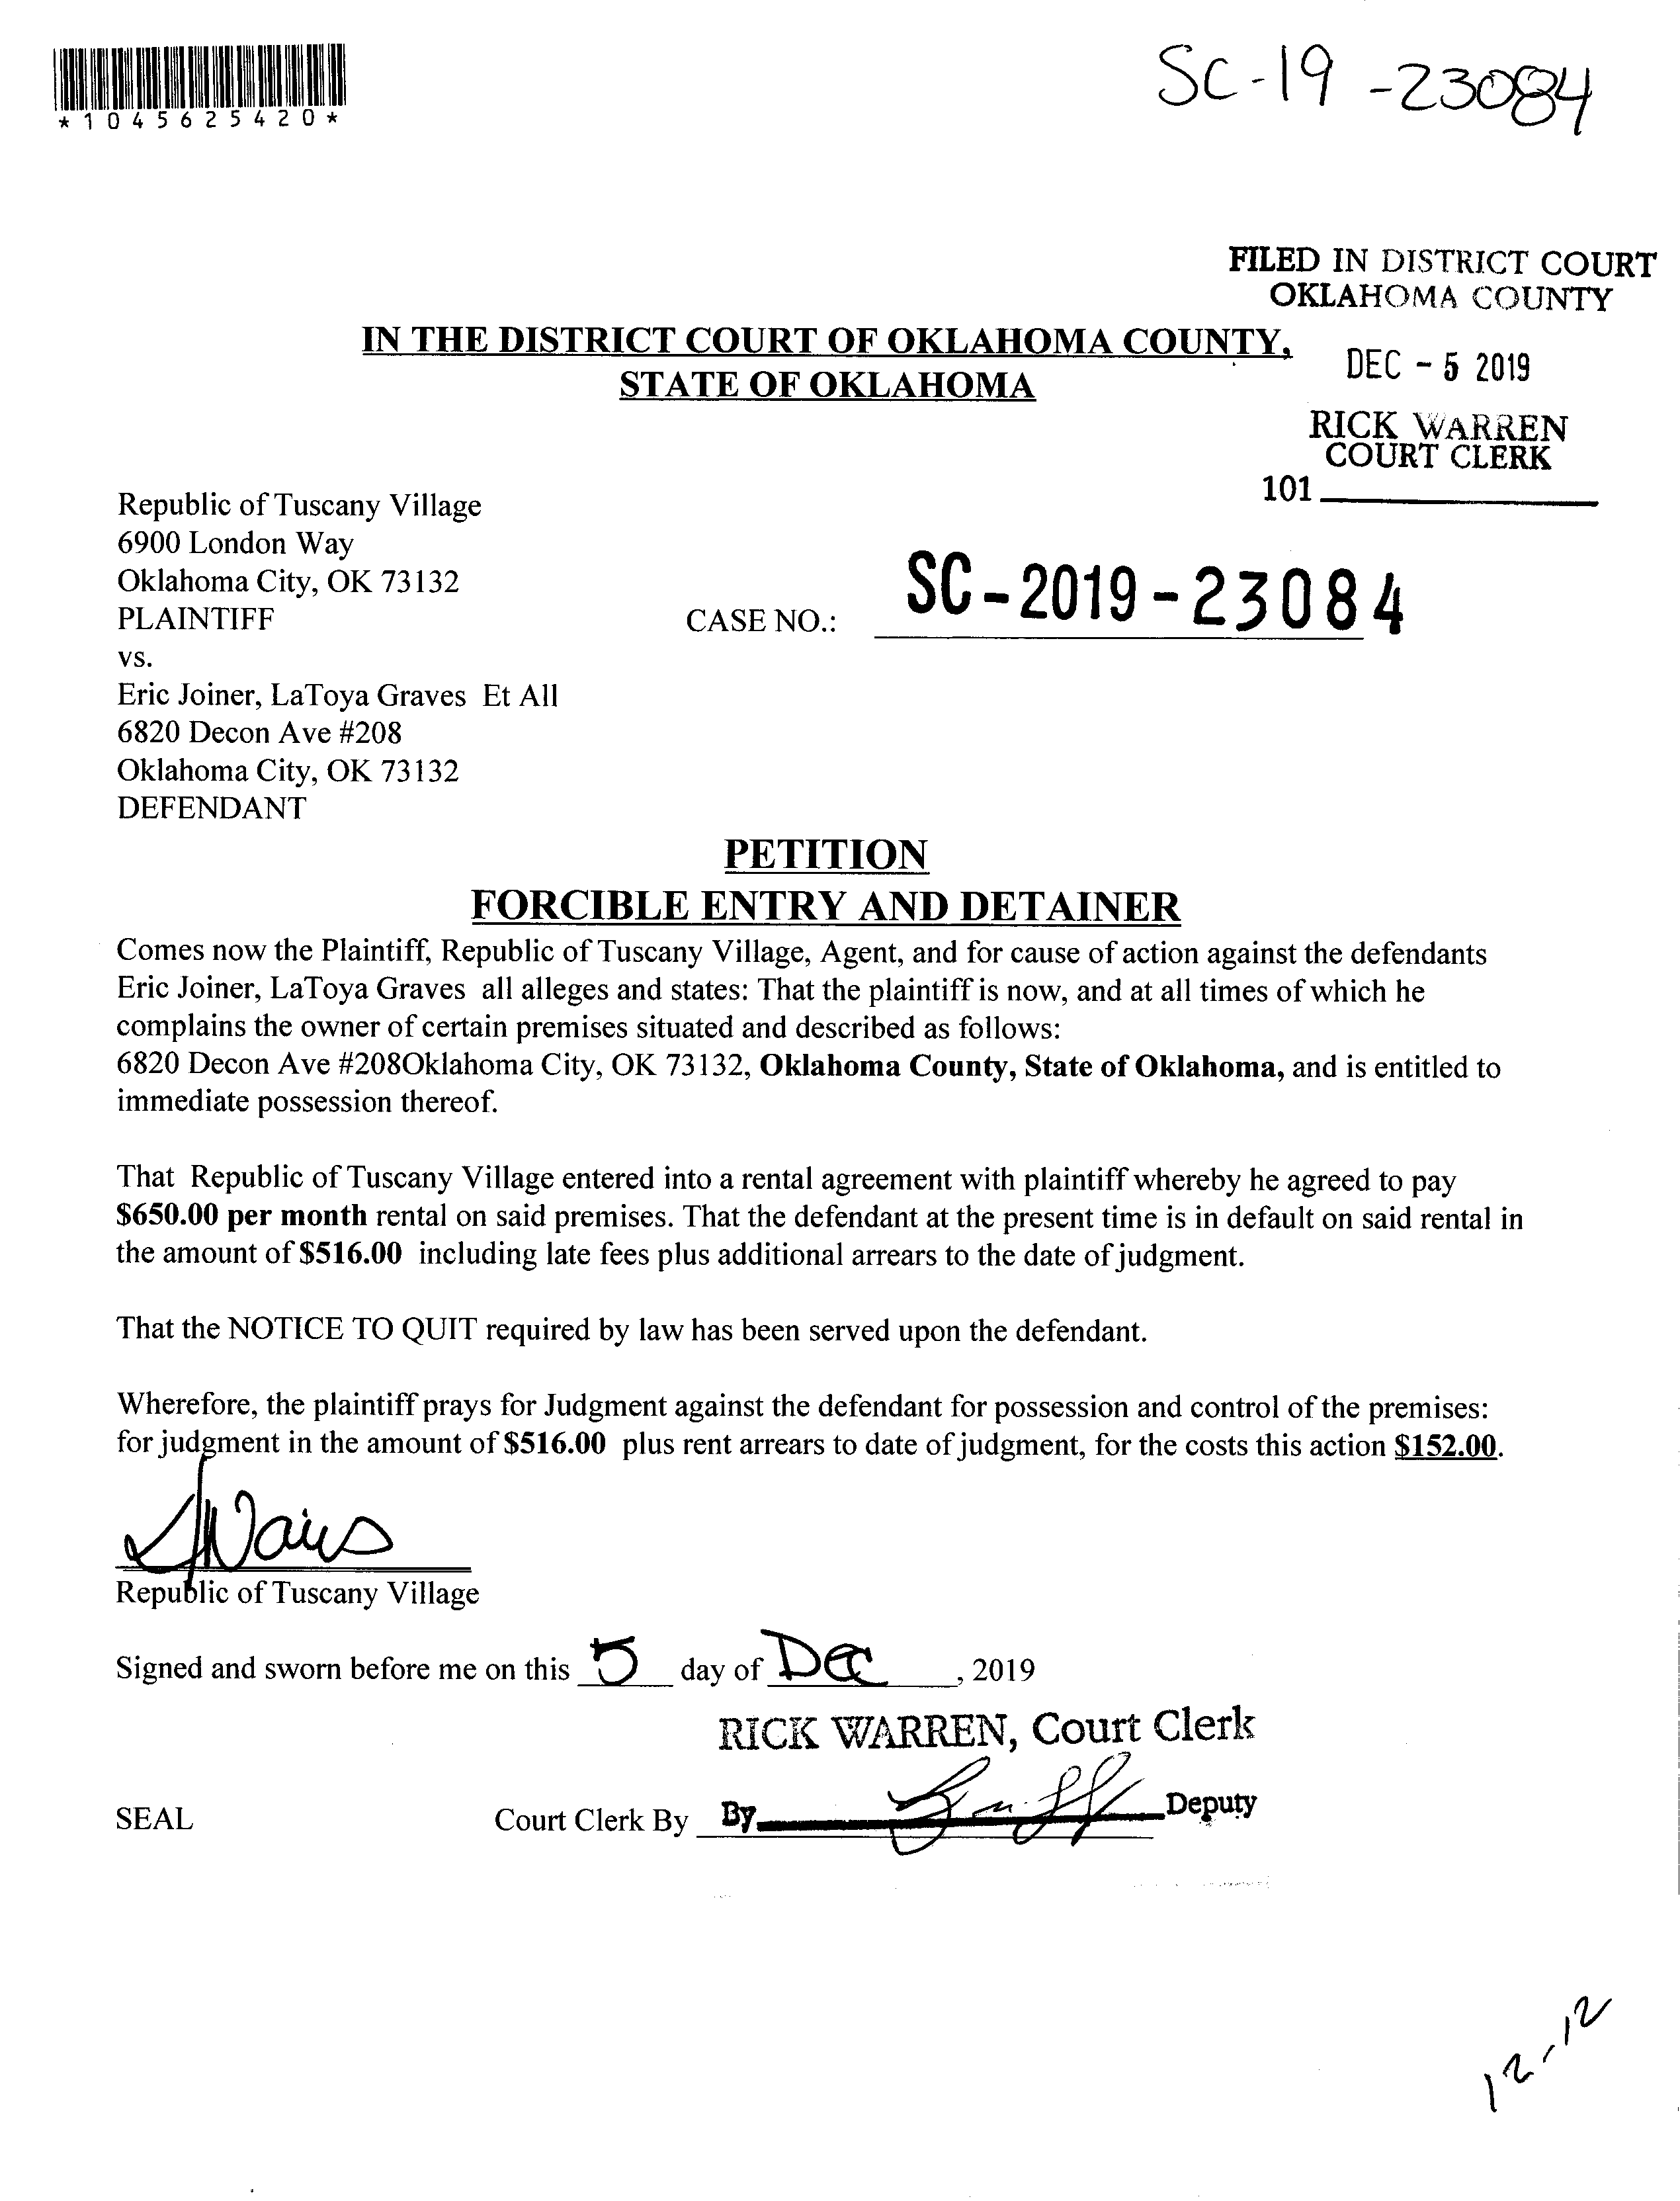 *1045625420*
SC-19-23084
FILED IN DISTRICT COURT
OKLAHOMA COUNTY
IN THE DISTRICT COURT OF OKLAHOMA COUNTY,
STATE OF OKLAHOMA
DEC - 5 2019
RICK WARREN
COURT CLERK
101
Republic of Tuscany Village
6900 London Way
Oklahoma City, OK 73132
PLAINTIFF
CASE NO.: SC-2019-23084
vs.
Eric Joiner, LaToya Graves Et All
6820 Decon Ave #208
Oklahoma City, OK 73132
DEFENDANT
PETITION
FORCIBLE ENTRY AND DETAINER
Comes now the Plaintiff, Republic of Tuscany Village, Agent, and for cause of action against the defendants
Eric Joiner, LaToya Graves all alleges and states: That the plaintiff is now, and at all times of which he
complains the owner of certain premises situated and described as follows:
6820 Decon Ave #208Oklahoma City, OK 73132, Oklahoma County, State of Oklahoma, and is entitled to
immediate possession thereof.
That Republic of Tuscany Village entered into a rental agreement with plaintiff whereby he agreed to pay
$650.00 per month rental on said premises. That the defendant at the present time is in default on said rental in
the amount of $516.00 including late fees plus additional arrears to the date of judgment.
That the NOTICE TO QUIT required by law has been served upon the defendant.
Wherefore, the plaintiff prays for Judgment against the defendant for possession and control of the premises:
for judgment in the amount of $516.00 plus rent arrears to date of judgment, for the costs this action $152.00.
Republic of Tuscany Village
Signed and sworn before me on this 5 day of Dec, 2019
RICK WARREN, Court Clerk
SEAL Court Clerk By By Deputy
12-12